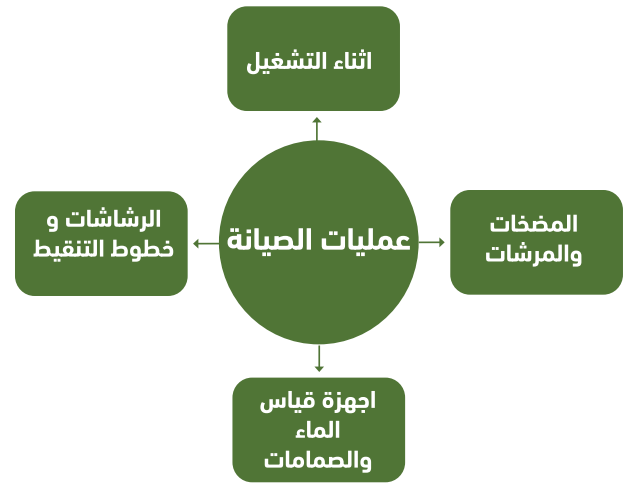 اثناء التشغيل
عمليات الصيانة
المضخات
والمرشات
الرشاشات و
خطوط التنقيط
اجهزة قياس
الماء
والصمامات